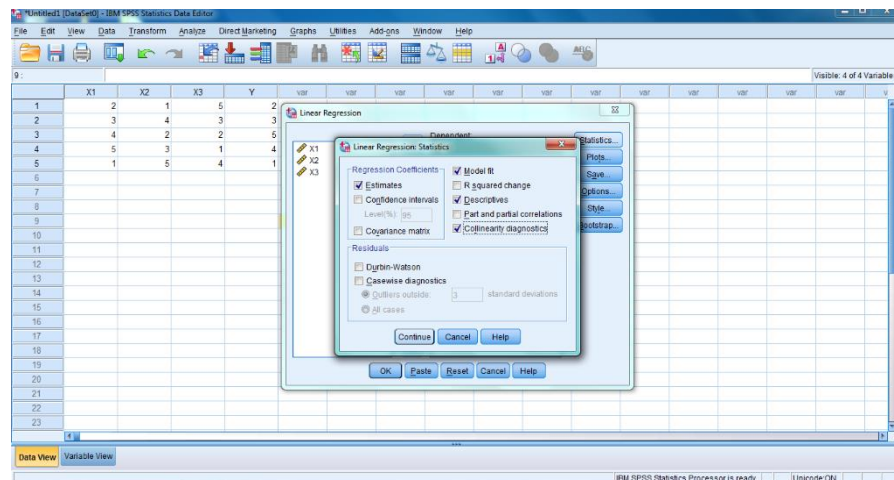 *Untitled1 [DataSet0] - IBM SPSS Statistics Data Editor
File Edit View Data Transform Analyze Direct Marketing Graphs Utilities Add-ons Window Help
9 :
Visible: 4 of 4 Variable
X1 X2 X3 Y var var var var var var var var var var var
1 2 1 5 2
2 3 4 3 3
3 4 2 2 5
4 5 3 1 4
5 1 5 4 1
6
7
8
9
10
11
12
13
14
15
16
17
18
19
20
21
22
23
Linear Regression
Dependent:
X1
X2
X3
Statistics...
Plots...
Save...
Options...
Style...
Bootstrap...
OK Paste Reset Cancel Help
Linear Regression: Statistics
Regression Coefficients
Estimates
Confidence intervals
Level(%): 95
Covariance matrix
Model fit
R squared change
Descriptives
Part and partial correlations
Collinearity diagnostics
Residuals
Durbin-Watson
Casewise diagnostics
Outliers outside: 3 standard deviations
All cases
Continue Cancel Help
Data View Variable View
IBM SPSS Statistics Processor is ready Unicode:ON